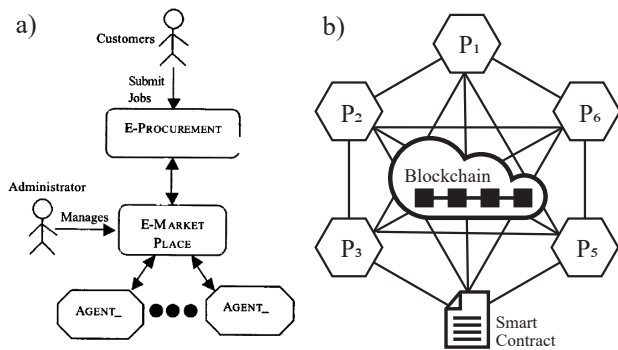 a)
Customers
Submit
Jobs
E-PROCUREMENT
Administrator
Manages
E-MARKET
PLACE
AGENT_
AGENT_
b)
P₁
P₂
P₆
Blockchain
P₃
P₅
Smart
Contract